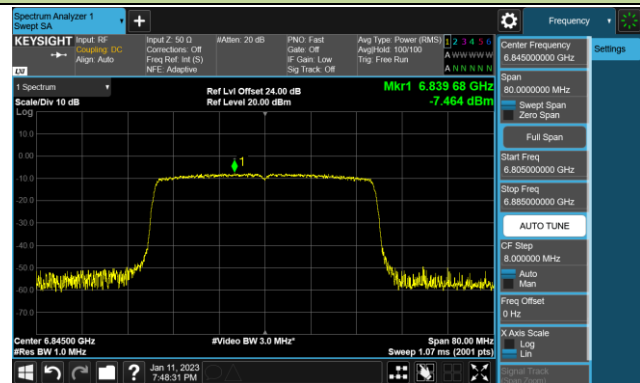 Spectrum Analyzer 1
Swept SA
Frequency
KEYSIGHT
Input: RF
Coupling: DC
Align: Auto
Input Z: 50 Ω
Corrections: Off
Freq Ref: Int (S)
NFE: Adaptive
#Atten: 20 dB
PNO: Fast
Gate: Off
IF Gain: Low
Sig Track: Off
Avg Type: Power (RMS)
Avg|Hold: 100/100
Trig: Free Run
1 2 3 4 5 6
A W W W W W
A N N N N N
LXI
1 Spectrum
Scale/Div 10 dB
Log
Ref Lvl Offset 24.00 dB
Ref Level 20.00 dBm
Mkr1 6.839 68 GHz
-7.464 dBm
10.0
0.00
-10.0
-20.0
-30.0
-40.0
-50.0
-60.0
-70.0
1
Center 6.84500 GHz
#Res BW 1.0 MHz
#Video BW 3.0 MHz*
Span 80.00 MHz
Sweep 1.07 ms (2001 pts)
Jan 11, 2023
7:48:31 PM
Center Frequency
6.845000000 GHz
Settings
Span
80.0000000 MHz
Swept Span
Zero Span
Full Span
Start Freq
6.805000000 GHz
Stop Freq
6.885000000 GHz
AUTO TUNE
CF Step
8.000000 MHz
Auto
Man
Freq Offset
0 Hz
X Axis Scale
Log
Lin
Signal Track
(Span Zoom)